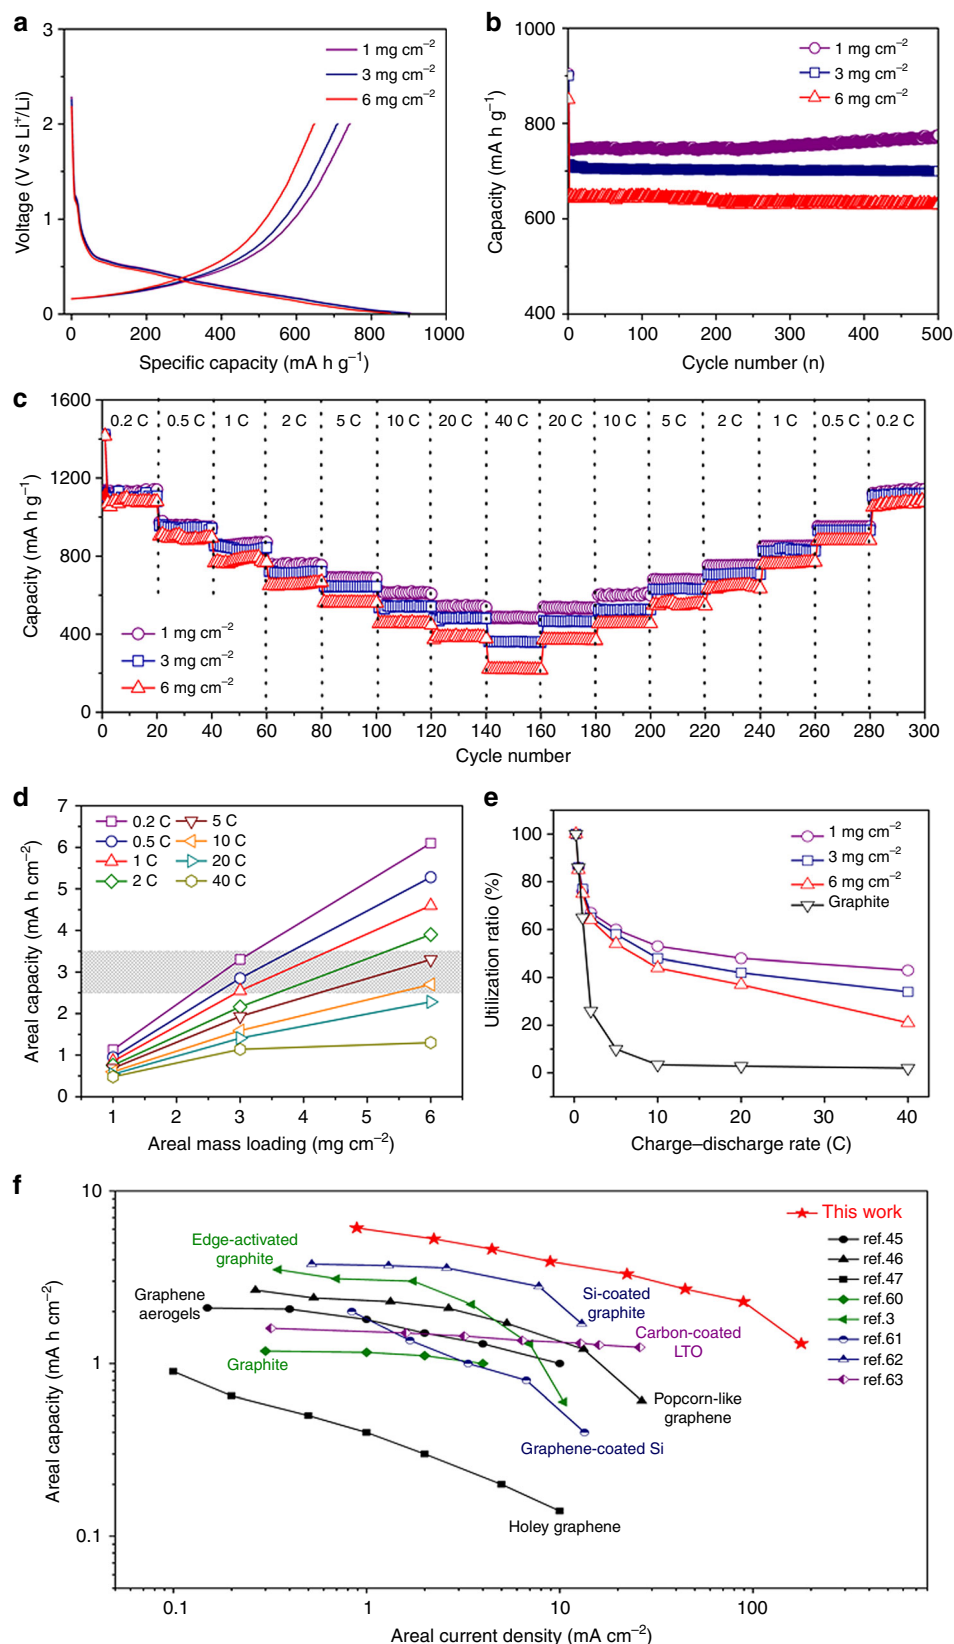 a
3
2
1
0
0
200
400
600
800
1000
Voltage (V vs Li⁺/Li)
Specific capacity (mA h g⁻¹)
1 mg cm⁻²
3 mg cm⁻²
6 mg cm⁻²
b
1000
800
600
400
0
100
200
300
400
500
Capacity (mA h g⁻¹)
Cycle number (n)
1 mg cm⁻²
3 mg cm⁻²
6 mg cm⁻²
c
1600
1200
800
400
0
0.2 C
0.5 C
1 C
2 C
5 C
10 C
20 C
40 C
20 C
10 C
5 C
2 C
1 C
0.5 C
0.2 C
Capacity (mA h g⁻¹)
1 mg cm⁻²
3 mg cm⁻²
6 mg cm⁻²
0
20
40
60
80
100
120
140
160
180
200
220
240
260
280
300
Cycle number
d
7
6
5
4
3
2
1
0
0.2 C
0.5 C
1 C
2 C
5 C
10 C
20 C
40 C
Areal capacity (mA h cm⁻²)
1
2
3
4
5
6
Areal mass loading (mg cm⁻²)
e
100
80
60
40
20
0
1 mg cm⁻²
3 mg cm⁻²
6 mg cm⁻²
Graphite
Utilization ratio (%)
0
10
20
30
40
Charge–discharge rate (C)
f
10
1
0.1
Areal capacity (mA h cm⁻²)
Edge-activated
graphite
Graphene
aerogels
Graphite
Si-coated
graphite
Carbon-coated
LTO
Popcorn-like
graphene
Graphene-coated Si
Holey graphene
This work
ref.45
ref.46
ref.47
ref.60
ref.3
ref.61
ref.62
ref.63
0.1
1
10
100
Areal current density (mA cm⁻²)